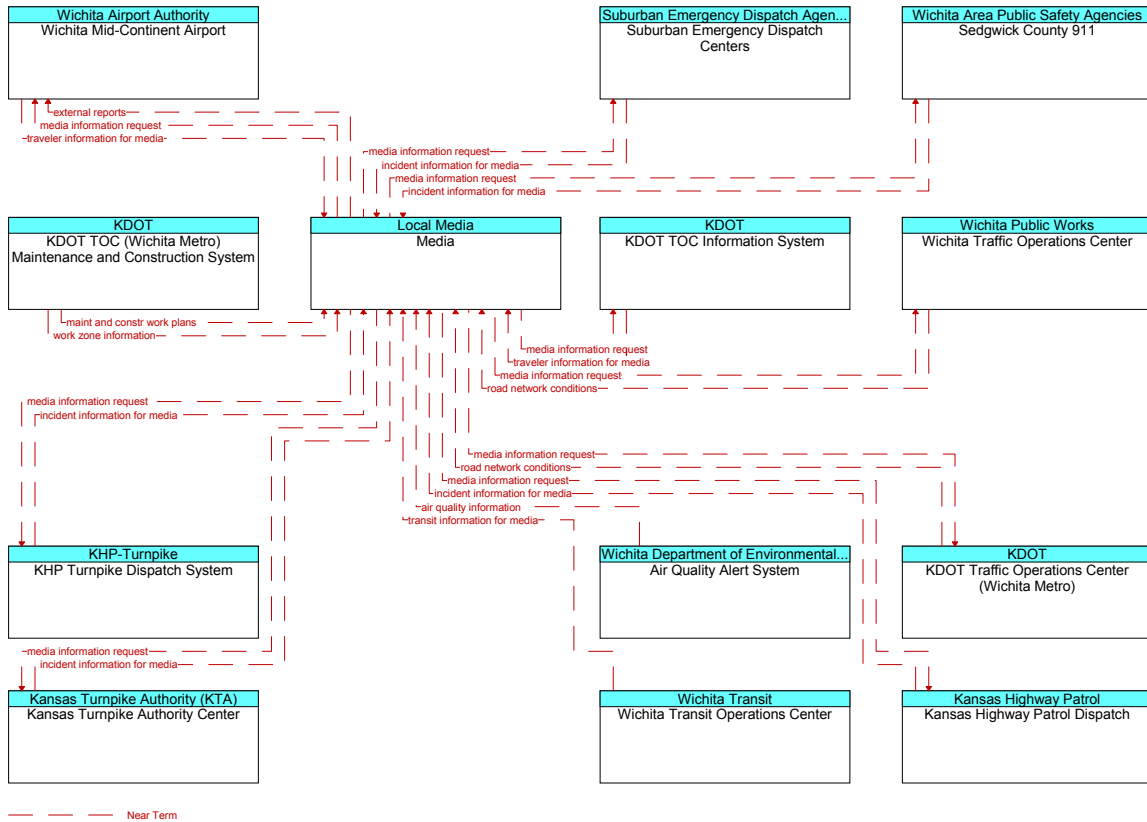 Wichita Airport Authority
Wichita Mid-Continent Airport
Suburban Emergency Dispatch Agen...
Suburban Emergency Dispatch
Centers
Wichita Area Public Safety Agencies
Sedgwick County 911
external reports
media information request
traveler information for media
media information request
incident information for media
media information request
incident information for media
KDOT
KDOT TOC (Wichita Metro)
Maintenance and Construction System
Local Media
Media
KDOT
KDOT TOC Information System
Wichita Public Works
Wichita Traffic Operations Center
maint and constr work plans
work zone information
media information request
traveler information for media
media information request
road network conditions
media information request
incident information for media
media information request
road network conditions
media information request
incident information for media
air quality information
transit information for media
KHP-Turnpike
KHP Turnpike Dispatch System
Wichita Department of Environmental...
Air Quality Alert System
KDOT
KDOT Traffic Operations Center
(Wichita Metro)
media information request
incident information for media
Kansas Turnpike Authority (KTA)
Kansas Turnpike Authority Center
Wichita Transit
Wichita Transit Operations Center
Kansas Highway Patrol
Kansas Highway Patrol Dispatch
Near Term